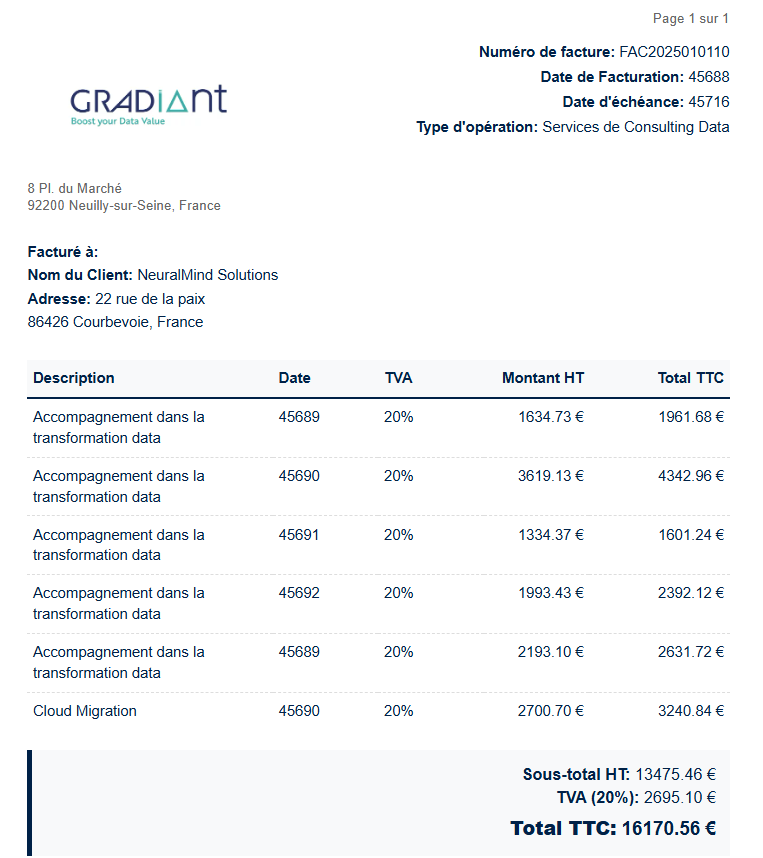 Page 1 sur 1
Numéro de facture: FAC2025010110
Date de Facturation: 45688
Date d'échéance: 45716
Type d'opération: Services de Consulting Data
GRADIANT
Boost your Data Value
8 Pl. du Marché
92200 Neuilly-sur-Seine, France
Facturé à:
Nom du Client: NeuralMind Solutions
Adresse: 22 rue de la paix
86426 Courbevoie, France
Description Date TVA Montant HT Total TTC
Accompagnement dans la 45689 20% 1634.73 € 1961.68 €
transformation data
Accompagnement dans la 45690 20% 3619.13 € 4342.96 €
transformation data
Accompagnement dans la 45691 20% 1334.37 € 1601.24 €
transformation data
Accompagnement dans la 45692 20% 1993.43 € 2392.12 €
transformation data
Accompagnement dans la 45689 20% 2193.10 € 2631.72 €
transformation data
Cloud Migration 45690 20% 2700.70 € 3240.84 €
Sous-total HT: 13475.46 €
TVA (20%): 2695.10 €
Total TTC: 16170.56 €